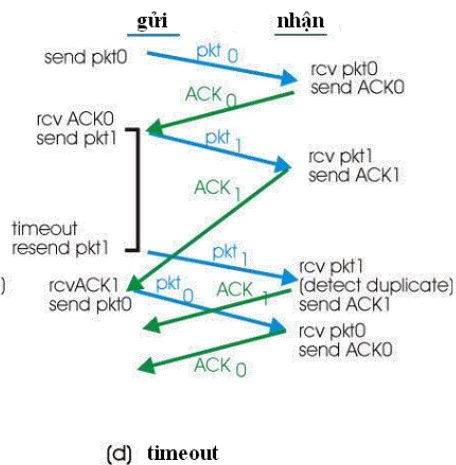 gửi
nhận
send pkt0
pkt 0
rcv pkt0
send ACK0
ACK 0
rcv ACK0
send pkt1
pkt 1
rcv pkt1
send ACK1
ACK 1
timeout
resend pkt1
pkt 1
rcv pkt1
(detect duplicate)
send ACK1
)
rcvACK1
send pkt0
pkt 0
ACK 1
rcv pkt0
send ACK0
ACK 0
(d) timeout